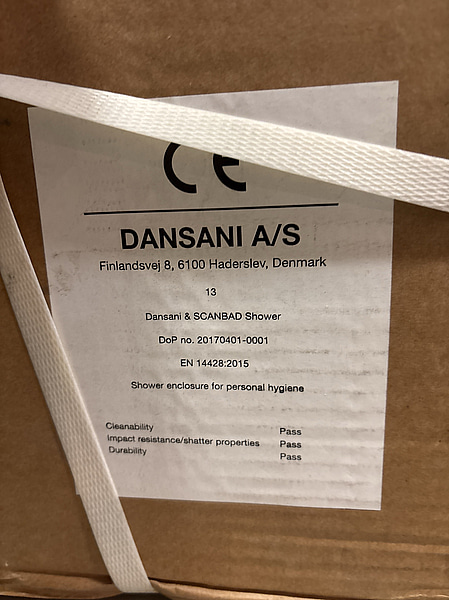 CE
DANSANI A/S
Finlandsvej 8, 6100 Haderslev, Denmark
13
Dansani & SCANBAD Shower
DoP no. 20170401-0001
EN 14428:2015
Shower enclosure for personal hygiene
Cleanability Pass
Impact resistance/shatter properties Pass
Durability Pass